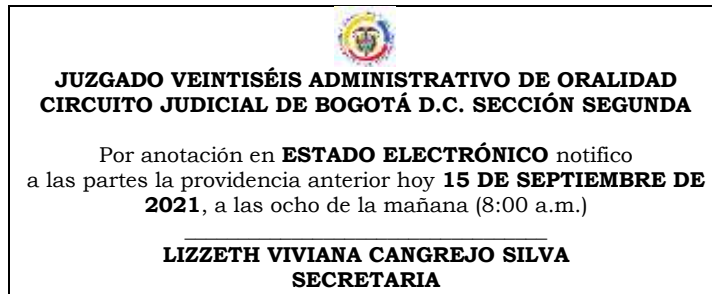 JUZGADO VEINTISÉIS ADMINISTRATIVO DE ORALIDAD
CIRCUITO JUDICIAL DE BOGOTÁ D.C. SECCIÓN SEGUNDA
Por anotación en ESTADO ELECTRÓNICO notifico
a las partes la providencia anterior hoy 15 DE SEPTIEMBRE DE
2021, a las ocho de la mañana (8:00 a.m.)
LIZZETH VIVIANA CANGREJO SILVA
SECRETARIA